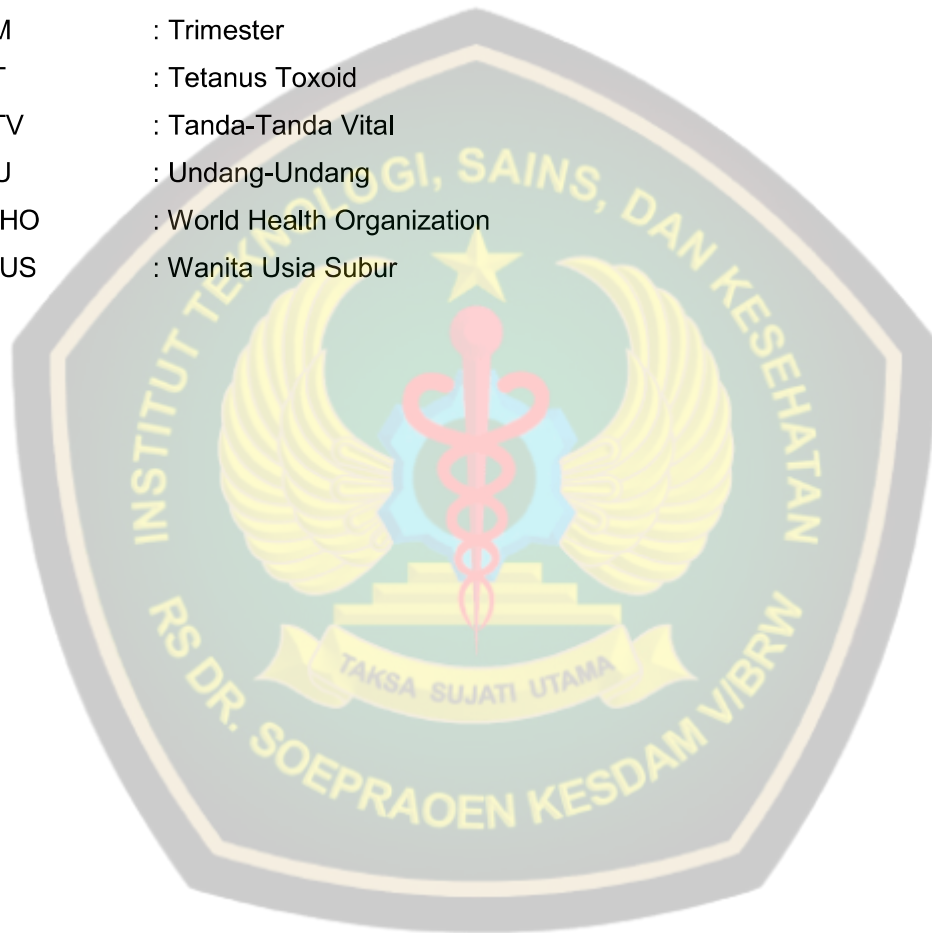 M : Trimester
T : Tetanus Toxoid
TV : Tanda-Tanda Vital
U : Undang-Undang
HO : World Health Organization
US : Wanita Usia Subur
INSTITUT TEKNOLOGI, SAINS, DAN KESEHATAN
TAKSA SUJATI UTAMA
RS DR. SOEPRAOEN KESDAM V/BRW